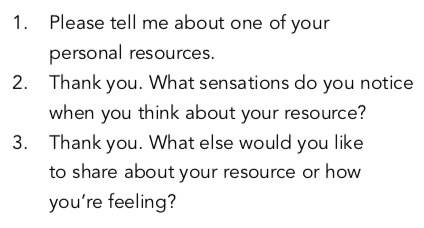 1. Please tell me about one of your
personal resources.
2. Thank you. What sensations do you notice
when you think about your resource?
3. Thank you. What else would you like
to share about your resource or how
you’re feeling?